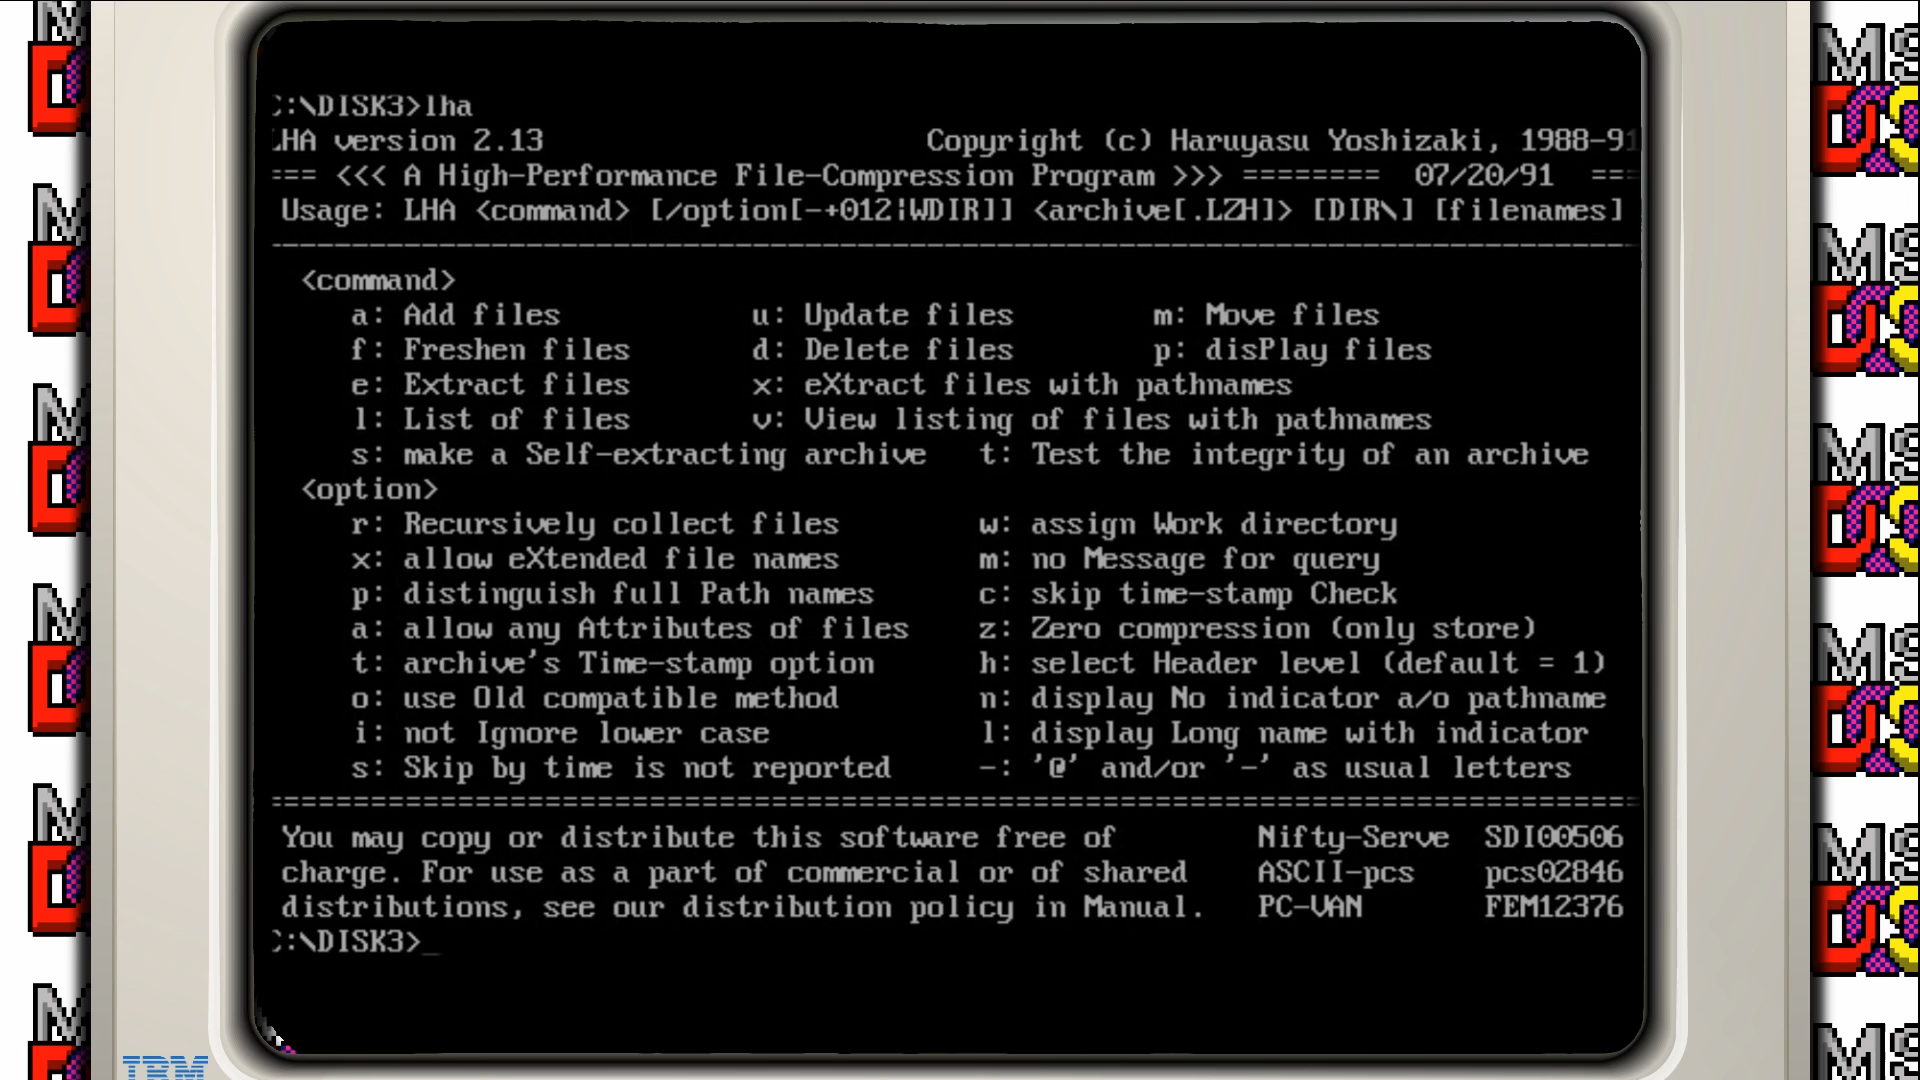 C:\DISK3>lha
LHA version 2.13 Copyright (c) Haruyasu Yoshizaki, 1988-91
=== <<< A High-Performance File-Compression Program >>> ======== 07/20/91 ===
Usage: LHA <command> [/option[-+012|WDIR]] <archive[.LZH]> [DIR\] [filenames]
<command>
a: Add files u: Update files m: Move files
f: Freshen files d: Delete files p: disPlay files
e: Extract files x: eXtract files with pathnames
l: List of files v: View listing of files with pathnames
s: make a Self-extracting archive t: Test the integrity of an archive
<option>
r: Recursively collect files w: assign Work directory
x: allow eXtended file names m: no Message for query
p: distinguish full Path names c: skip time-stamp Check
a: allow any Attributes of files z: Zero compression (only store)
t: archive's Time-stamp option h: select Header level (default = 1)
o: use Old compatible method n: display No indicator a/o pathname
i: not Ignore lower case l: display Long name with indicator
s: Skip by time is not reported -: '@' and/or '-' as usual letters
You may copy or distribute this software free of Nifty-Serve SDI00506
charge. For use as a part of commercial or of shared ASCII-pcs pcs02846
distributions, see our distribution policy in Manual. PC-VAN FEM12376
C:\DISK3>_
IBM